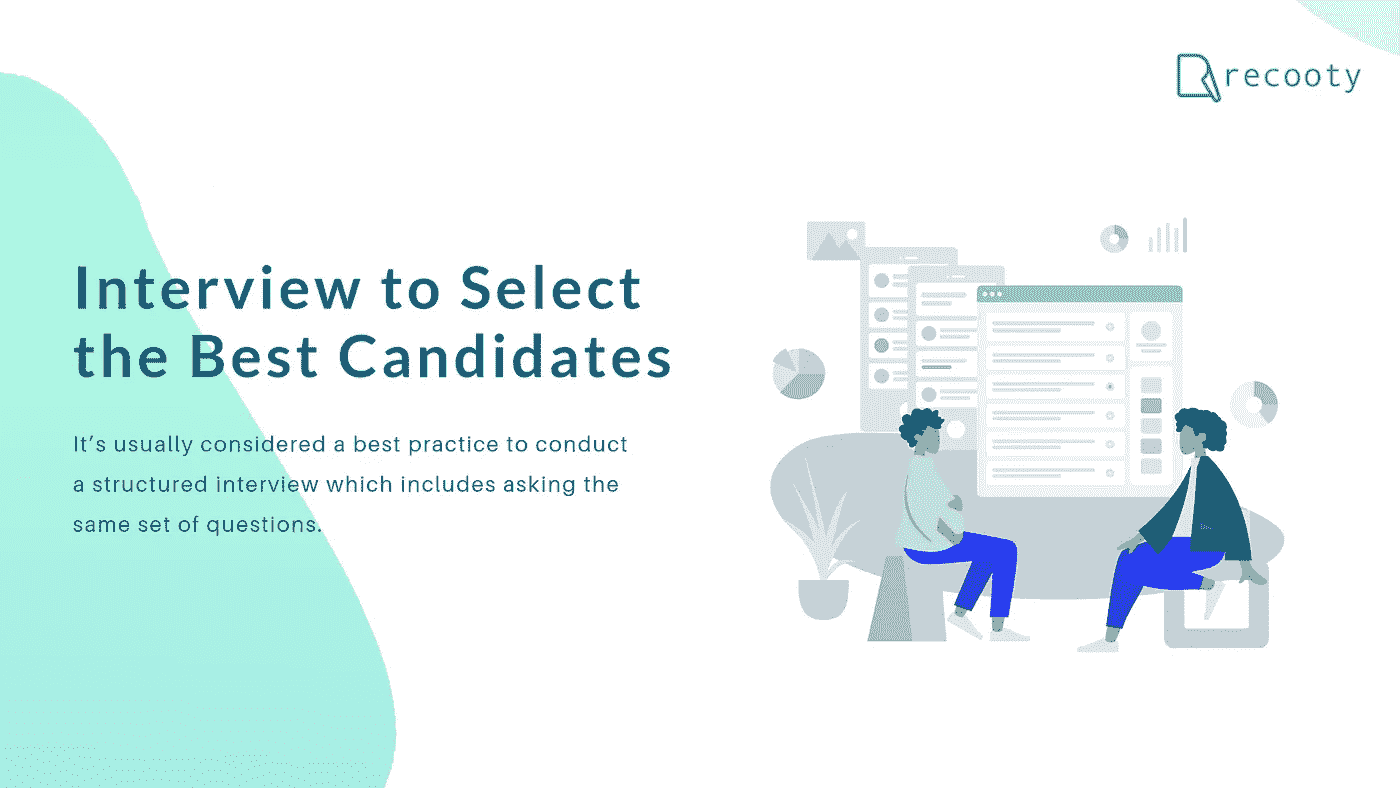 recooty
Interview to Select
the Best Candidates
It’s usually considered a best practice to conduct
a structured interview which includes asking the
same set of questions.